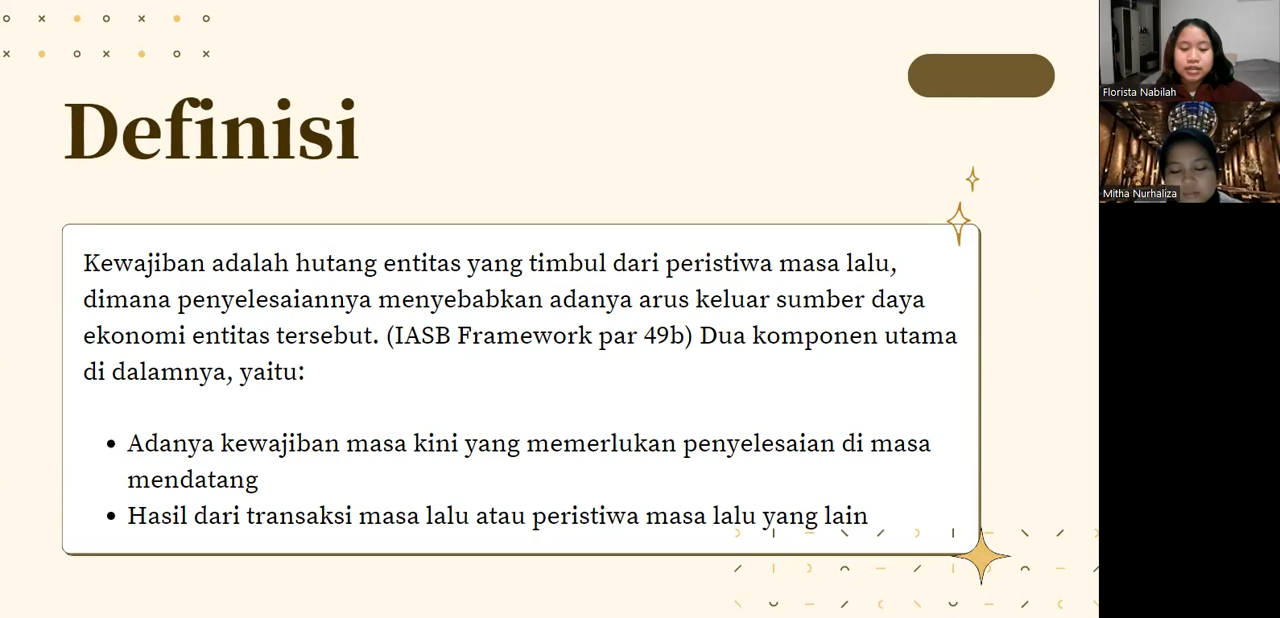 Definisi
Kewajiban adalah hutang entitas yang timbul dari peristiwa masa lalu,
dimana penyelesaiannya menyebabkan adanya arus keluar sumber daya
ekonomi entitas tersebut. (IASB Framework par 49b) Dua komponen utama
di dalamnya, yaitu:
• Adanya kewajiban masa kini yang memerlukan penyelesaian di masa
mendatang
• Hasil dari transaksi masa lalu atau peristiwa masa lalu yang lain
Florista Nabilah
Mitha Nurhaliza